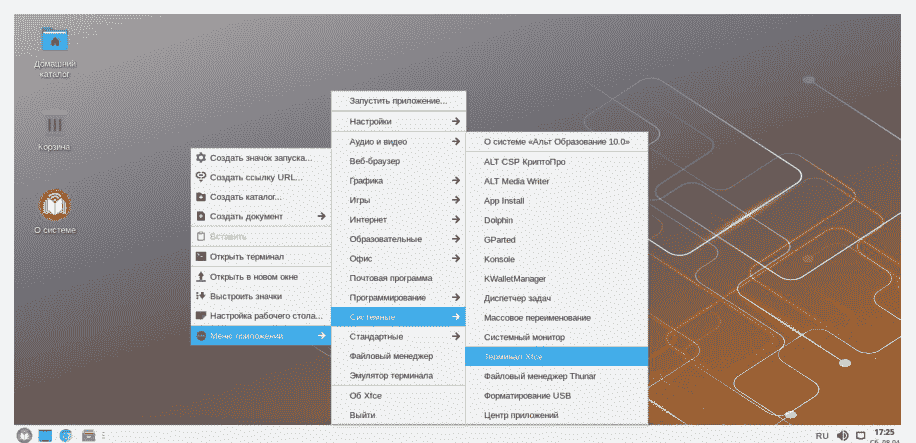 Домашний
каталог
Корзина
О системе
Создать значок запуска...
Создать ссылку URL...
Создать каталог...
Создать документ
Вставить
Открыть терминал
Открыть в новом окне
Выстроить значки
Настройка рабочего стола...
Меню приложений
Запустить приложение...
Настройки
Аудио и видео
Веб-браузер
Графика
Игры
Интернет
Образовательные
Офис
Почтовая программа
Программирование
Системные
Стандартные
Файловый менеджер
Эмулятор терминала
Об Xfce
Выйти
О системе «Альт Образование 10.0»
ALT CSP КриптоПро
ALT Media Writer
App Install
Dolphin
GParted
Konsole
KWalletManager
Диспетчер задач
Массовое переименование
Системный монитор
Терминал Xfce
Файловый менеджер Thunar
Форматирование USB
Центр приложений
RU
17:25